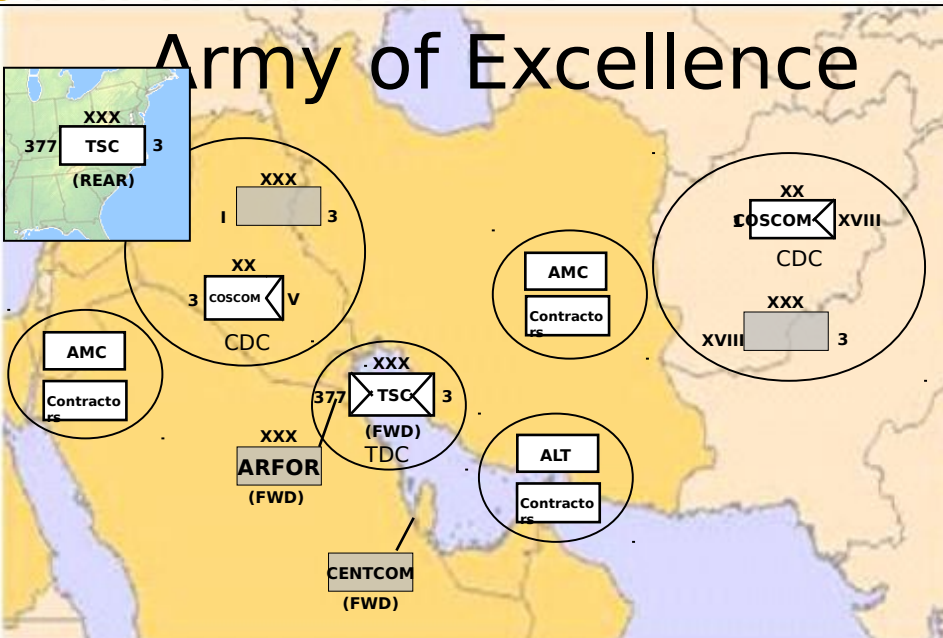 Army of Excellence
XXX
377 TSC 3
(REAR)
XXX
I 3
XX
3 COSCOM V
CDC
AMC
Contracto
rs
XXX
377 TSC 3
(FWD)
TDC
XXX
ARFOR
(FWD)
CENTCOM
(FWD)
AMC
Contracto
rs
ALT
Contracto
rs
XX
1 COSCOM XVIII
CDC
XXX
XVIII 3